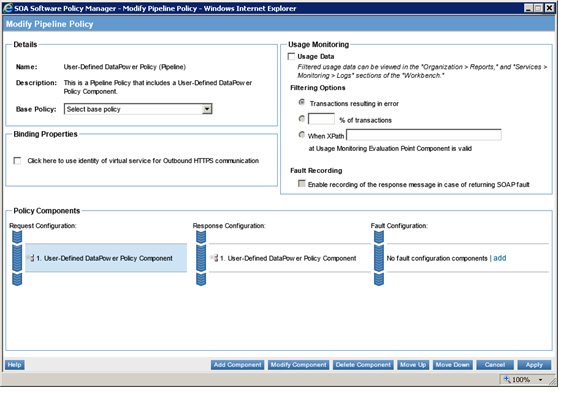 SOA Software Policy Manager - Modify Pipeline Policy - Windows Internet Explorer
Modify Pipeline Policy
Details
Name: User-Defined DataPower Policy (Pipeline)
Description: This is a Pipeline Policy that includes a User-Defined DataPower
Policy Component.
Base Policy: Select base policy
Binding Properties
Click here to use identity of virtual service for Outbound HTTPS communication
Usage Monitoring
Usage Data
Filtered usage data can be viewed in the "Organization > Reports," and "Services >
Monitoring > Logs" sections of the "Workbench."
Filtering Options
Transactions resulting in error
% of transactions
When XPath
at Usage Monitoring Evaluation Point Component is valid
Fault Recording
Enable recording of the response message in case of returning SOAP fault
Policy Components
Request Configuration:
1. User-Defined DataPower Policy Component
Response Configuration:
1. User-Defined DataPower Policy Component
Fault Configuration:
No fault configuration components | add
Help
Add Component Modify Component Delete Component Move Up Move Down Cancel Apply
100%